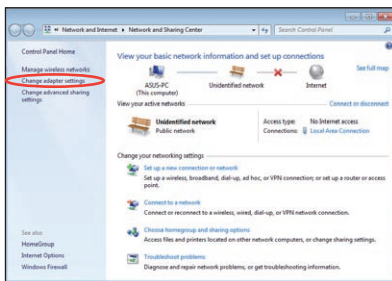 Network and Internet ▸ Network and Sharing Center
Search Control Panel
Control Panel Home
Manage wireless networks
Change adapter settings
Change advanced sharing settings
See also
HomeGroup
Internet Options
Windows Firewall
View your basic network information and set up connections
See full map
ASUS-PC
(This computer)
Unidentified network
Internet
View your active networks
Connect or disconnect
Unidentified network
Public network
Access type: No Internet access
Connections: Local Area Connection
Change your networking settings
Set up a new connection or network
Set up a wireless, broadband, dial-up, ad hoc, or VPN connection; or set up a router or access
point.
Connect to a network
Connect or reconnect to a wireless, wired, dial-up, or VPN network connection.
Choose homegroup and sharing options
Access files and printers located on other network computers, or change sharing settings.
Troubleshoot problems
Diagnose and repair network problems, or get troubleshooting information.